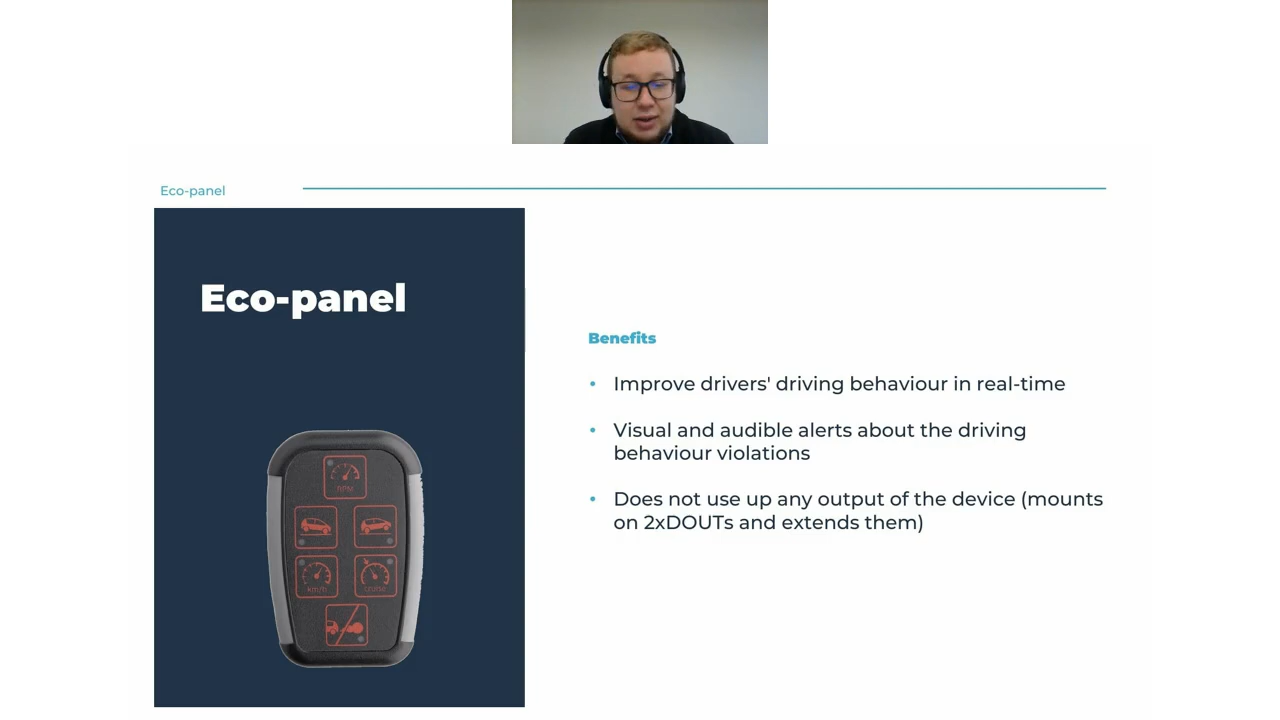 Eco-panel
Eco-panel
Benefits
• Improve drivers' driving behaviour in real-time
• Visual and audible alerts about the driving
behaviour violations
• Does not use up any output of the device (mounts
on 2xDOUTs and extends them)
RPM
km/h
cruise